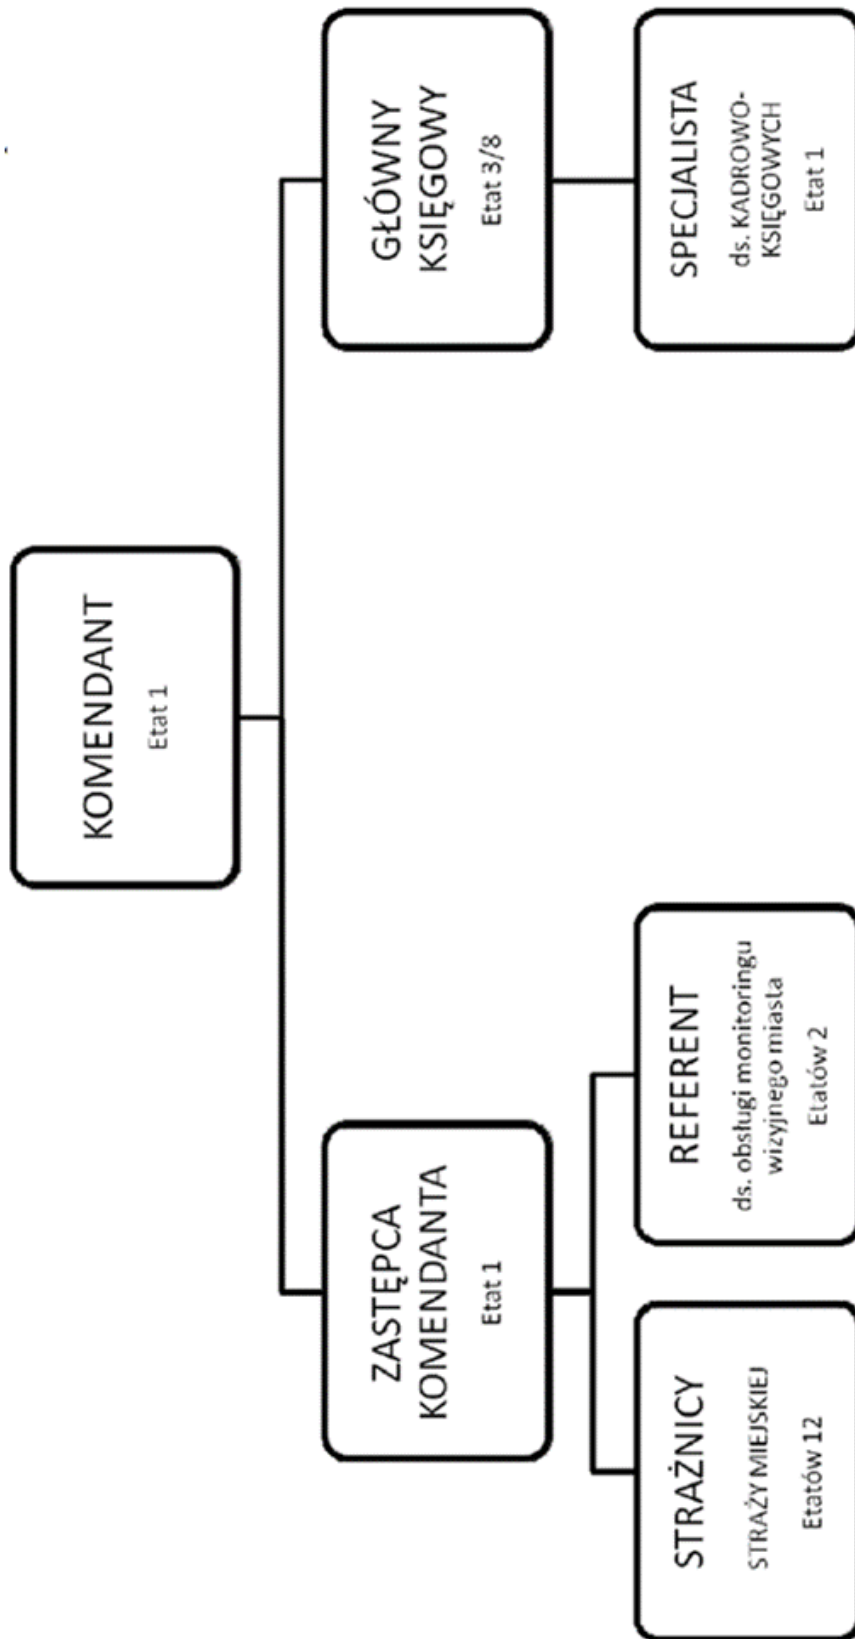 KOMENDANT
Etat 1
ZASTĘPCA
KOMENDANTA
Etat 1
GŁÓWNY
KSIĘGOWY
Etat 3/8
STRAŻNICY
STRAŻY MIEJSKIEJ
Etatów 12
REFERENT
ds. obsługi monitoringu
wizyjnego miasta
Etatów 2
SPECJALISTA
ds. KADROWO-
KSIĘGOWYCH
Etat 1